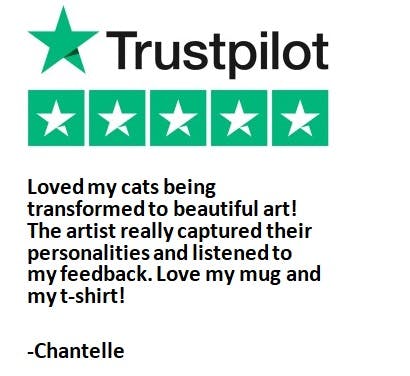 Trustpilot
Loved my cats being
transformed to beautiful art!
The artist really captured their
personalities and listened to
my feedback. Love my mug and
my t-shirt!
-Chantelle